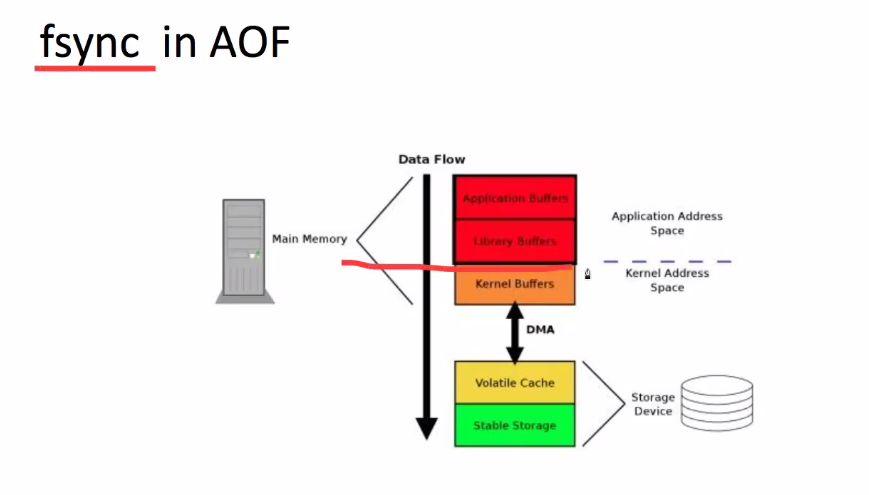 fsync in AOF
Data Flow
Application Buffers
Library Buffers
Kernel Buffers
Main Memory
Application Address
Space
Kernel Address
Space
DMA
Volatile Cache
Stable Storage
Storage
Device